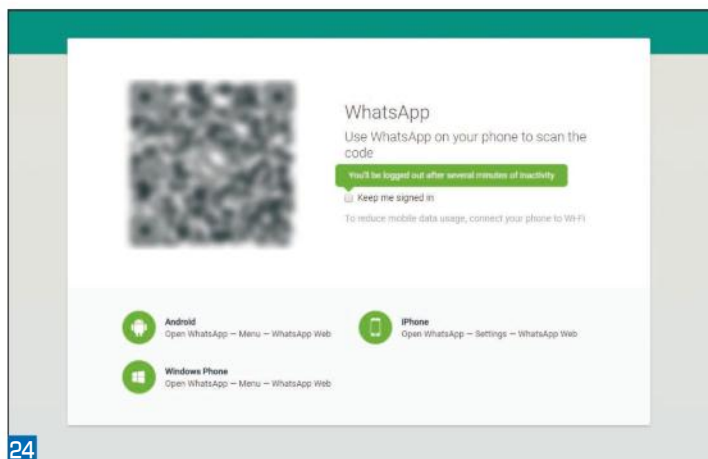 WhatsApp
Use WhatsApp on your phone to scan the
code
You'll be logged out after several minutes of inactivity
Keep me signed in
To reduce mobile data usage, connect your phone to Wi-Fi
Android
Open WhatsApp – Menu – WhatsApp Web
iPhone
Open WhatsApp – Settings – WhatsApp Web
Windows Phone
Open WhatsApp – Menu – WhatsApp Web
24